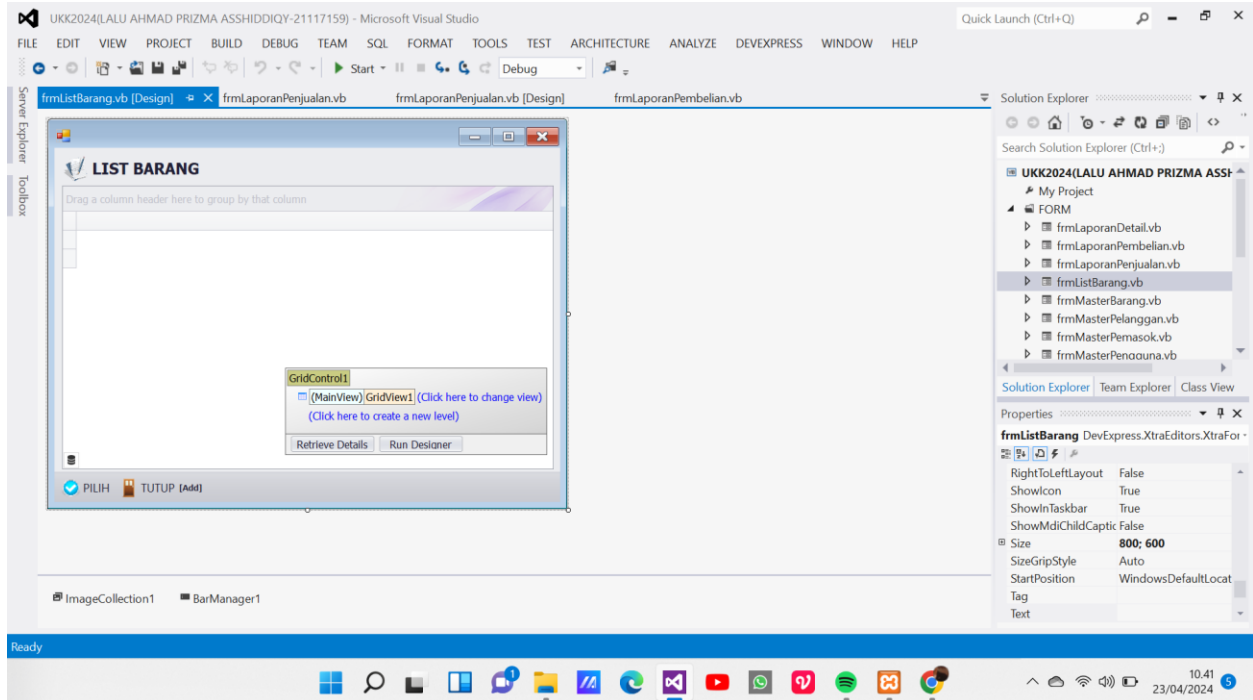 UKK2024(LALU AHMAD PRIZMA ASSHIDDIQY-21117159) - Microsoft Visual Studio
Quick Launch (Ctrl+Q)
FILE EDIT VIEW PROJECT BUILD DEBUG TEAM SQL FORMAT TOOLS TEST ARCHITECTURE ANALYZE DEVEXPRESS WINDOW HELP
Start Debug
Server Explorer
Toolbox
frmListBarang.vb [Design] frmLaporanPenjualan.vb frmLaporanPenjualan.vb [Design] frmLaporanPembelian.vb
LIST BARANG
Drag a column header here to group by that column
GridControl1
(MainView) GridView1 (Click here to change view)
(Click here to create a new level)
Retrieve Details Run Designer
PILIH TUTUP [Add]
ImageCollection1 BarManager1
Solution Explorer
Search Solution Explorer (Ctrl+;)
UKK2024(LALU AHMAD PRIZMA ASSH
My Project
FORM
frmLaporanDetail.vb
frmLaporanPembelian.vb
frmLaporanPenjualan.vb
frmListBarang.vb
frmMasterBarang.vb
frmMasterPelanggan.vb
frmMasterPemasok.vb
frmMasterPengguna.vb
Solution Explorer Team Explorer Class View
Properties
frmListBarang DevExpress.XtraEditors.XtraFor
RightToLeftLayout False
ShowIcon True
ShowInTaskbar True
ShowMdiChildCaptic False
Size 800; 600
SizeGripStyle Auto
StartPosition WindowsDefaultLocat
Tag
Text
Ready
1
10.41
23/04/2024
5